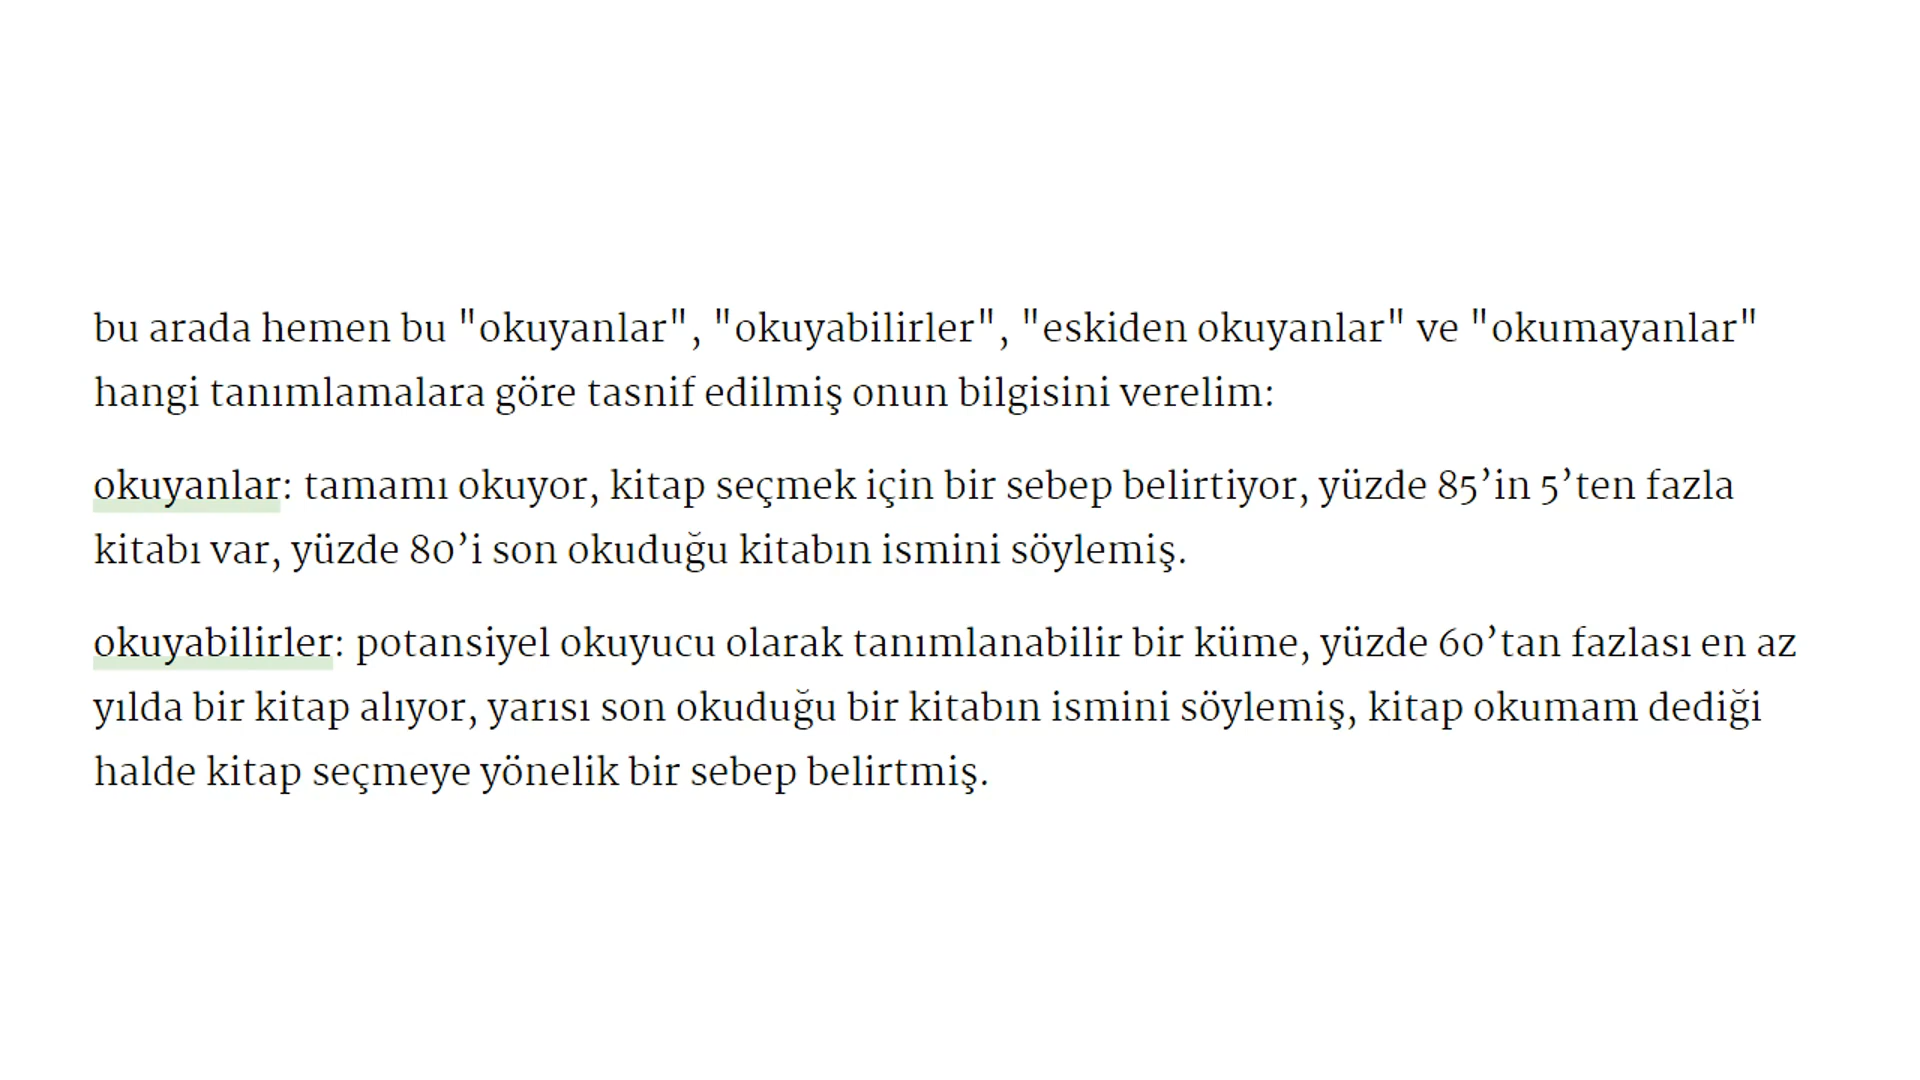 bu arada hemen bu "okuyanlar", "okuyabilirler", "eskiden okuyanlar" ve "okumayanlar"
hangi tanımlamalara göre tasnif edilmiş onun bilgisini verelim:
okuyanlar: tamamı okuyor, kitap seçmek için bir sebep belirtiyor, yüzde 85’in 5’ten fazla
kitabı var, yüzde 80’i son okuduğu kitabın ismini söylemiş.
okuyabilirler: potansiyel okuyucu olarak tanımlanabilir bir küme, yüzde 60’tan fazlası en az
yılda bir kitap alıyor, yarısı son okuduğu bir kitabın ismini söylemiş, kitap okumam dediği
halde kitap seçmeye yönelik bir sebep belirtmiş.